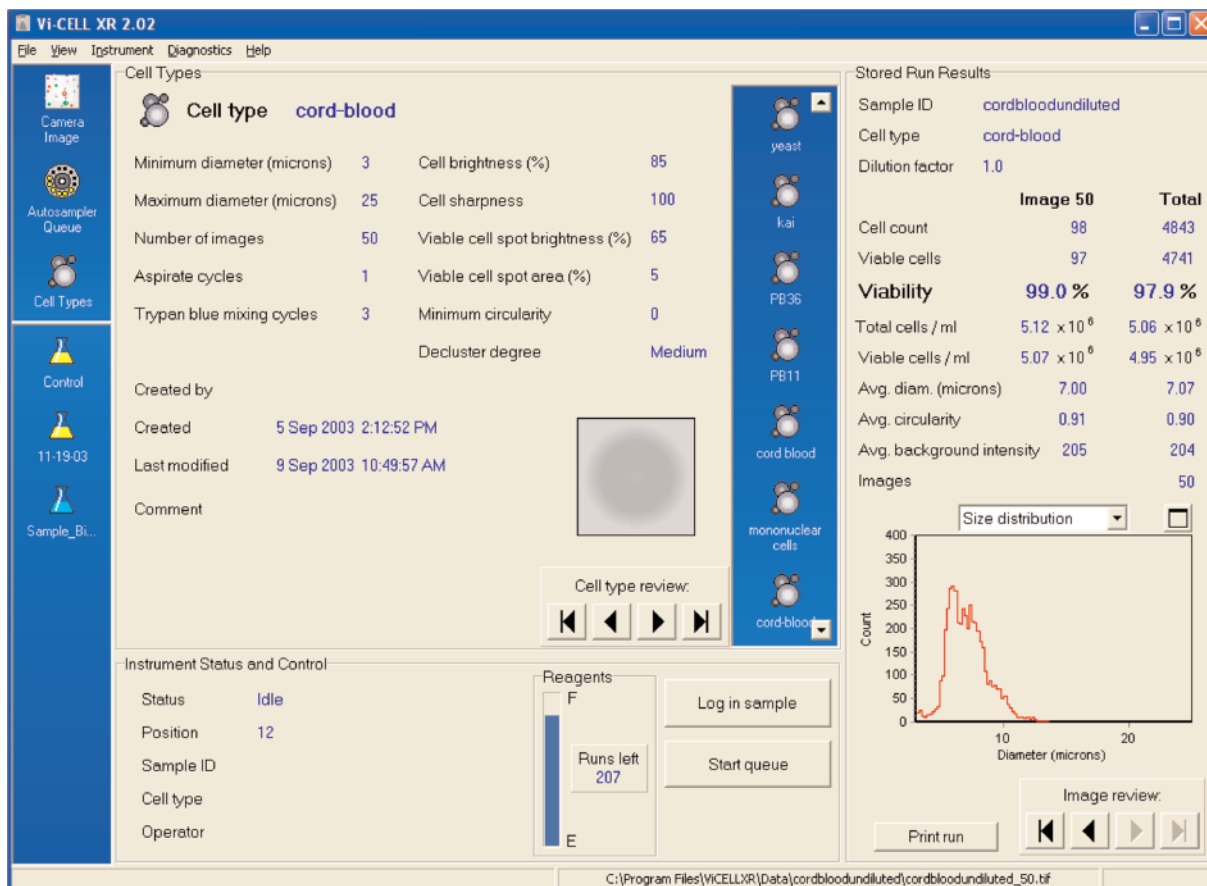 Vi-CELL XR 2.02
File View Instrument Diagnostics Help
Camera
Image
Autosampler
Queue
Cell Types
Control
11-19-03
Sample_Bi...
Cell Types
Cell type cord-blood
Minimum diameter (microns) 3 Cell brightness (%) 85
Maximum diameter (microns) 25 Cell sharpness 100
Number of images 50 Viable cell spot brightness (%) 65
Aspirate cycles 1 Viable cell spot area (%) 5
Trypan blue mixing cycles 3 Minimum circularity 0
Decluster degree Medium
Created by
Created 5 Sep 2003 2:12:52 PM
Last modified 9 Sep 2003 10:49:57 AM
Comment
Cell type review:
yeast
kai
PB36
PB11
cord blood
mononuclear
cells
cord-blood
Instrument Status and Control
Status Idle
Position 12
Sample ID
Cell type
Operator
Reagents
F
Runs left
207
E
Log in sample
Start queue
Stored Run Results
Sample ID cordbloodundiluted
Cell type cord-blood
Dilution factor 1.0
Image 50 Total
Cell count 98 4843
Viable cells 97 4741
Viability 99.0 % 97.9 %
Total cells / ml 5.12 x10⁶ 5.06 x10⁶
Viable cells / ml 5.07 x10⁶ 4.95 x10⁶
Avg. diam. (microns) 7.00 7.07
Avg. circularity 0.91 0.90
Avg. background intensity 205 204
Images 50
Size distribution
400
350
300
250
200
150
100
50
0
Count
10 20
Diameter (microns)
Image review:
Print run
C:\Program Files\ViCELLXR\Data\cordbloodundiluted\cordbloodundiluted_50.tif